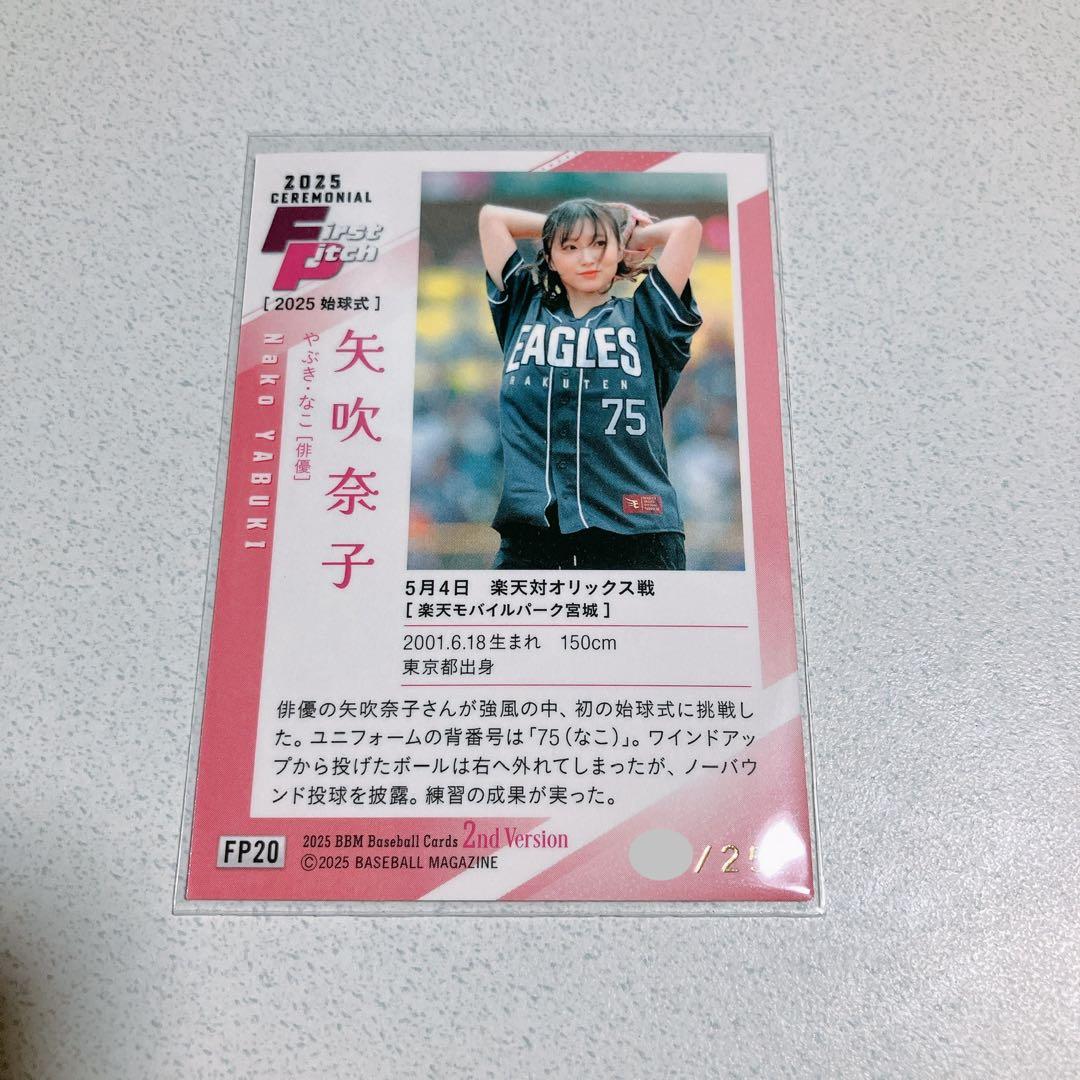 2025
CEREMONIAL
First
Pitch
[ 2025 始球式 ]
矢吹奈子
やぶき・なこ［俳優］
Nako YABUKI
EAGLES
RAKUTEN
75
5月4日　楽天対オリックス戦
[ 楽天モバイルパーク宮城 ]
2001.6.18生まれ　150cm
東京都出身
俳優の矢吹奈子さんが強風の中、初の始球式に挑戦し
た。ユニフォームの背番号は「75（なこ）」。ワインドアッ
プから投げたボールは右へ外れてしまったが、ノーバウ
ンド投球を披露。練習の成果が実った。
FP20
2025 BBM Baseball Cards 2nd Version
©2025 BASEBALL MAGAZINE